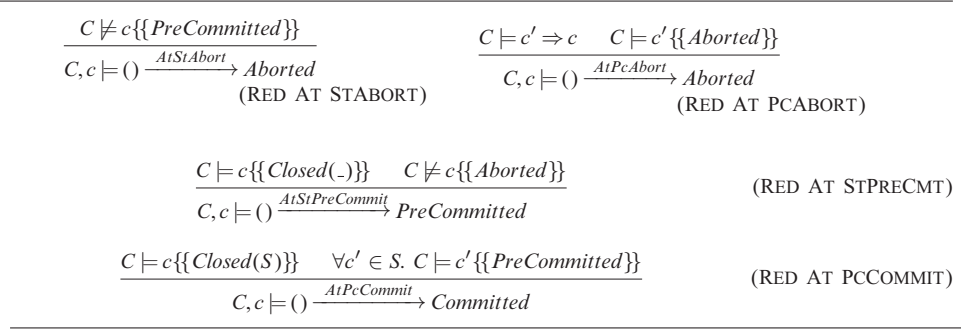 C ⊭ c{{PreCommitted}}
C, c ⊨ () —AtStAbort→ Aborted
(RED AT STABORT)
C ⊨ c′ ⇒ c   C ⊨ c′{{Aborted}}
C, c ⊨ () —AtPcAbort→ Aborted
(RED AT PCABORT)
C ⊨ c{{Closed(_)}}   C ⊭ c{{Aborted}}
C, c ⊨ () —AtStPreCommit→ PreCommitted
(RED AT STPRECMT)
C ⊨ c{{Closed(S)}}   ∀c′ ∈ S. C ⊨ c′{{PreCommitted}}
C, c ⊨ () —AtPcCommit→ Committed
(RED AT PCCOMMIT)